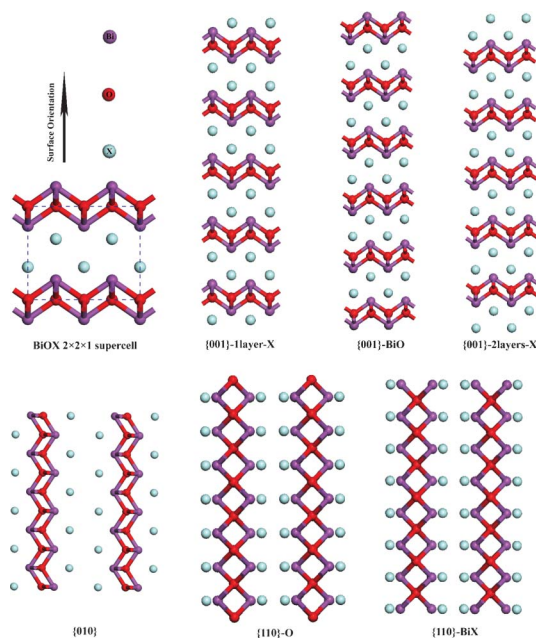 Bi
O
X
Surface Orientation
BiOX 2×2×1 supercell
{001}-1layer-X
{001}-BiO
{001}-2layers-X
{010}
{110}-O
{110}-BiX